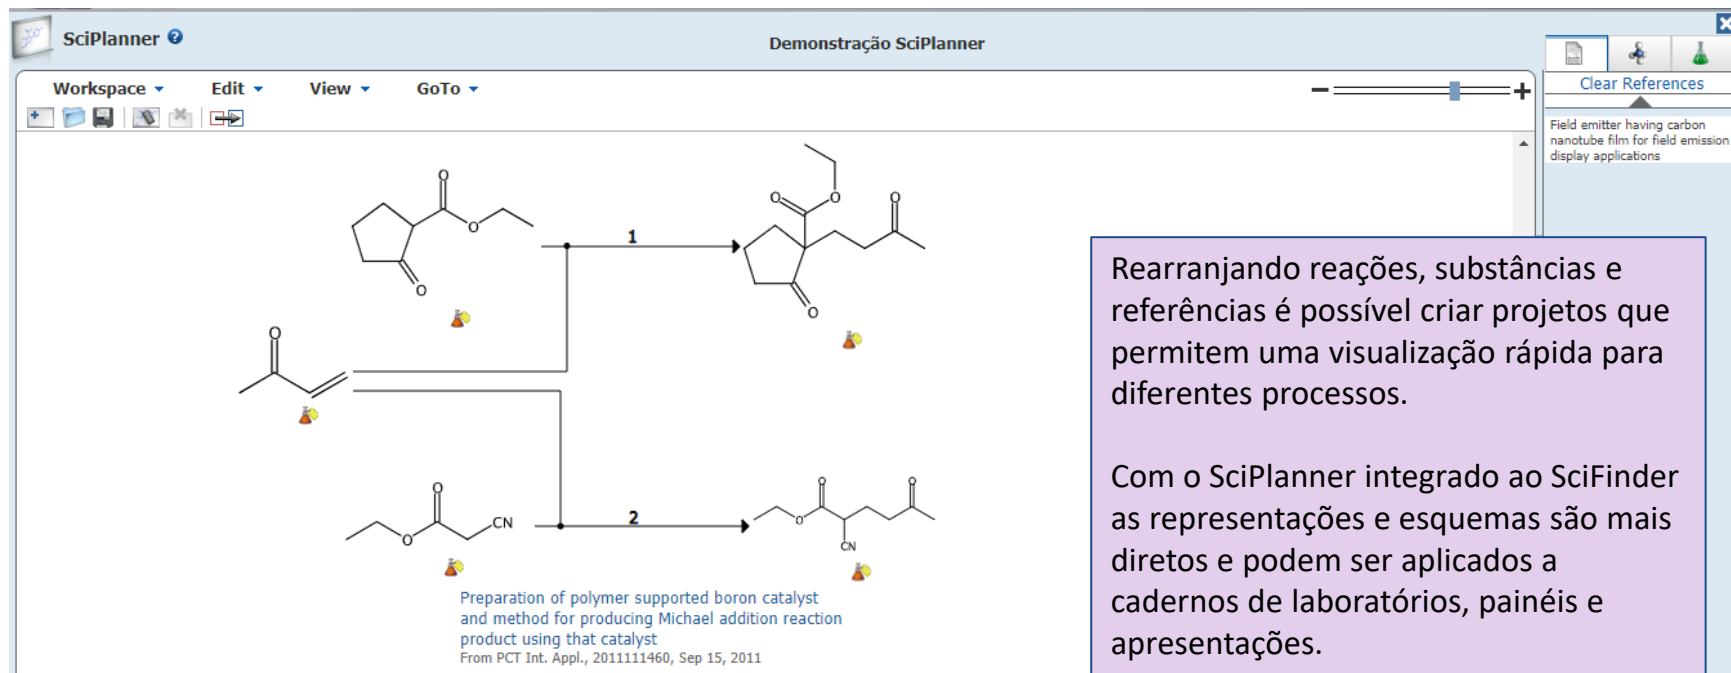 SciPlanner ?
Demonstração SciPlanner
Workspace
Edit
View
GoTo
Clear References
Field emitter having carbon
nanotube film for field emission
display applications
O
O
O
1
O
O
O
O
O
O
O
CN
2
O
O
O
CN
Preparation of polymer supported boron catalyst
and method for producing Michael addition reaction
product using that catalyst
From PCT Int. Appl., 2011111460, Sep 15, 2011
Rearranjando reações, substâncias e
referências é possível criar projetos que
permitem uma visualização rápida para
diferentes processos.
Com o SciPlanner integrado ao SciFinder
as representações e esquemas são mais
diretos e podem ser aplicados a
cadernos de laboratórios, painéis e
apresentações.